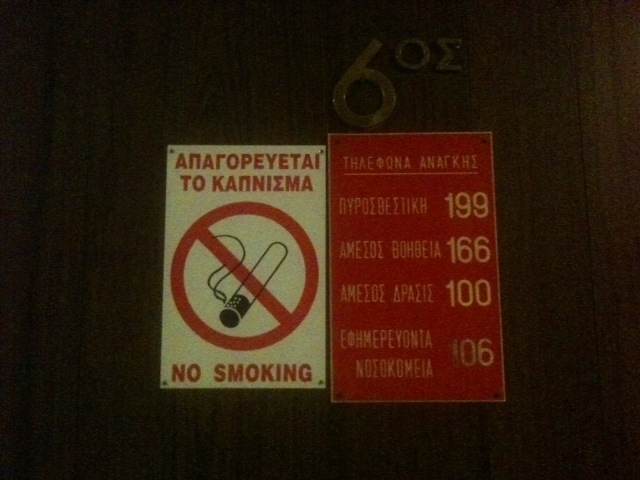 6ΟΣ
ΑΠΑΓΟΡΕΥΕΤΑΙ
ΤΟ ΚΑΠΝΙΣΜΑ
NO SMOKING
ΤΗΛΕΦΩΝΑ ΑΝΑΓΚΗΣ
ΠΥΡΟΣΒΕΣΤΙΚΗ 199
ΑΜΕΣΟΣ ΒΟΗΘΕΙΑ 166
ΑΜΕΣΟΣ ΔΡΑΣΙΣ 100
ΕΦΗΜΕΡΕΥΟΝΤΑ
ΝΟΣΟΚΟΜΕΙΑ 106